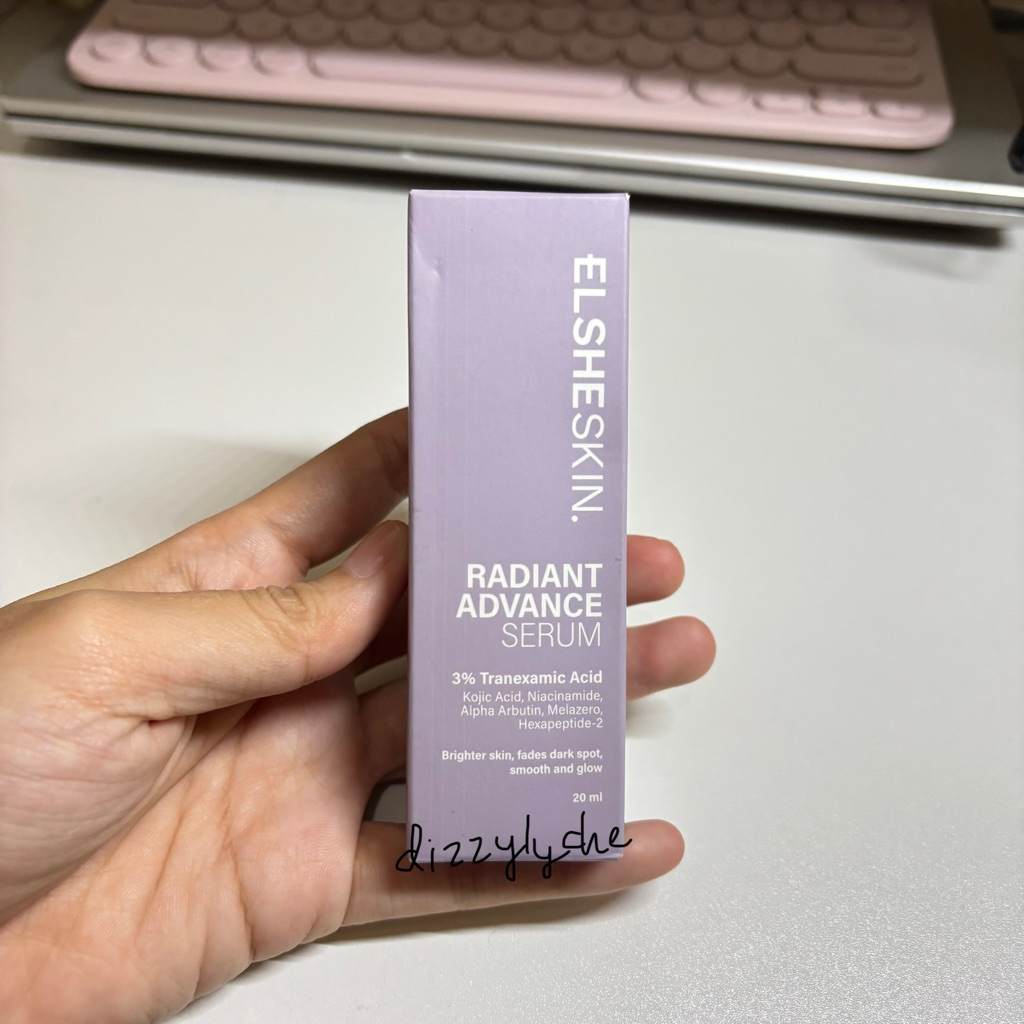 ELSHESKIN.
RADIANT
ADVANCE
SERUM
3% Tranexamic Acid
Kojic Acid, Niacinamide,
Alpha Arbutin, Melazero,
Hexapeptide-2
Brighter skin, fades dark spot,
smooth and glow
20 ml
dizzylyche